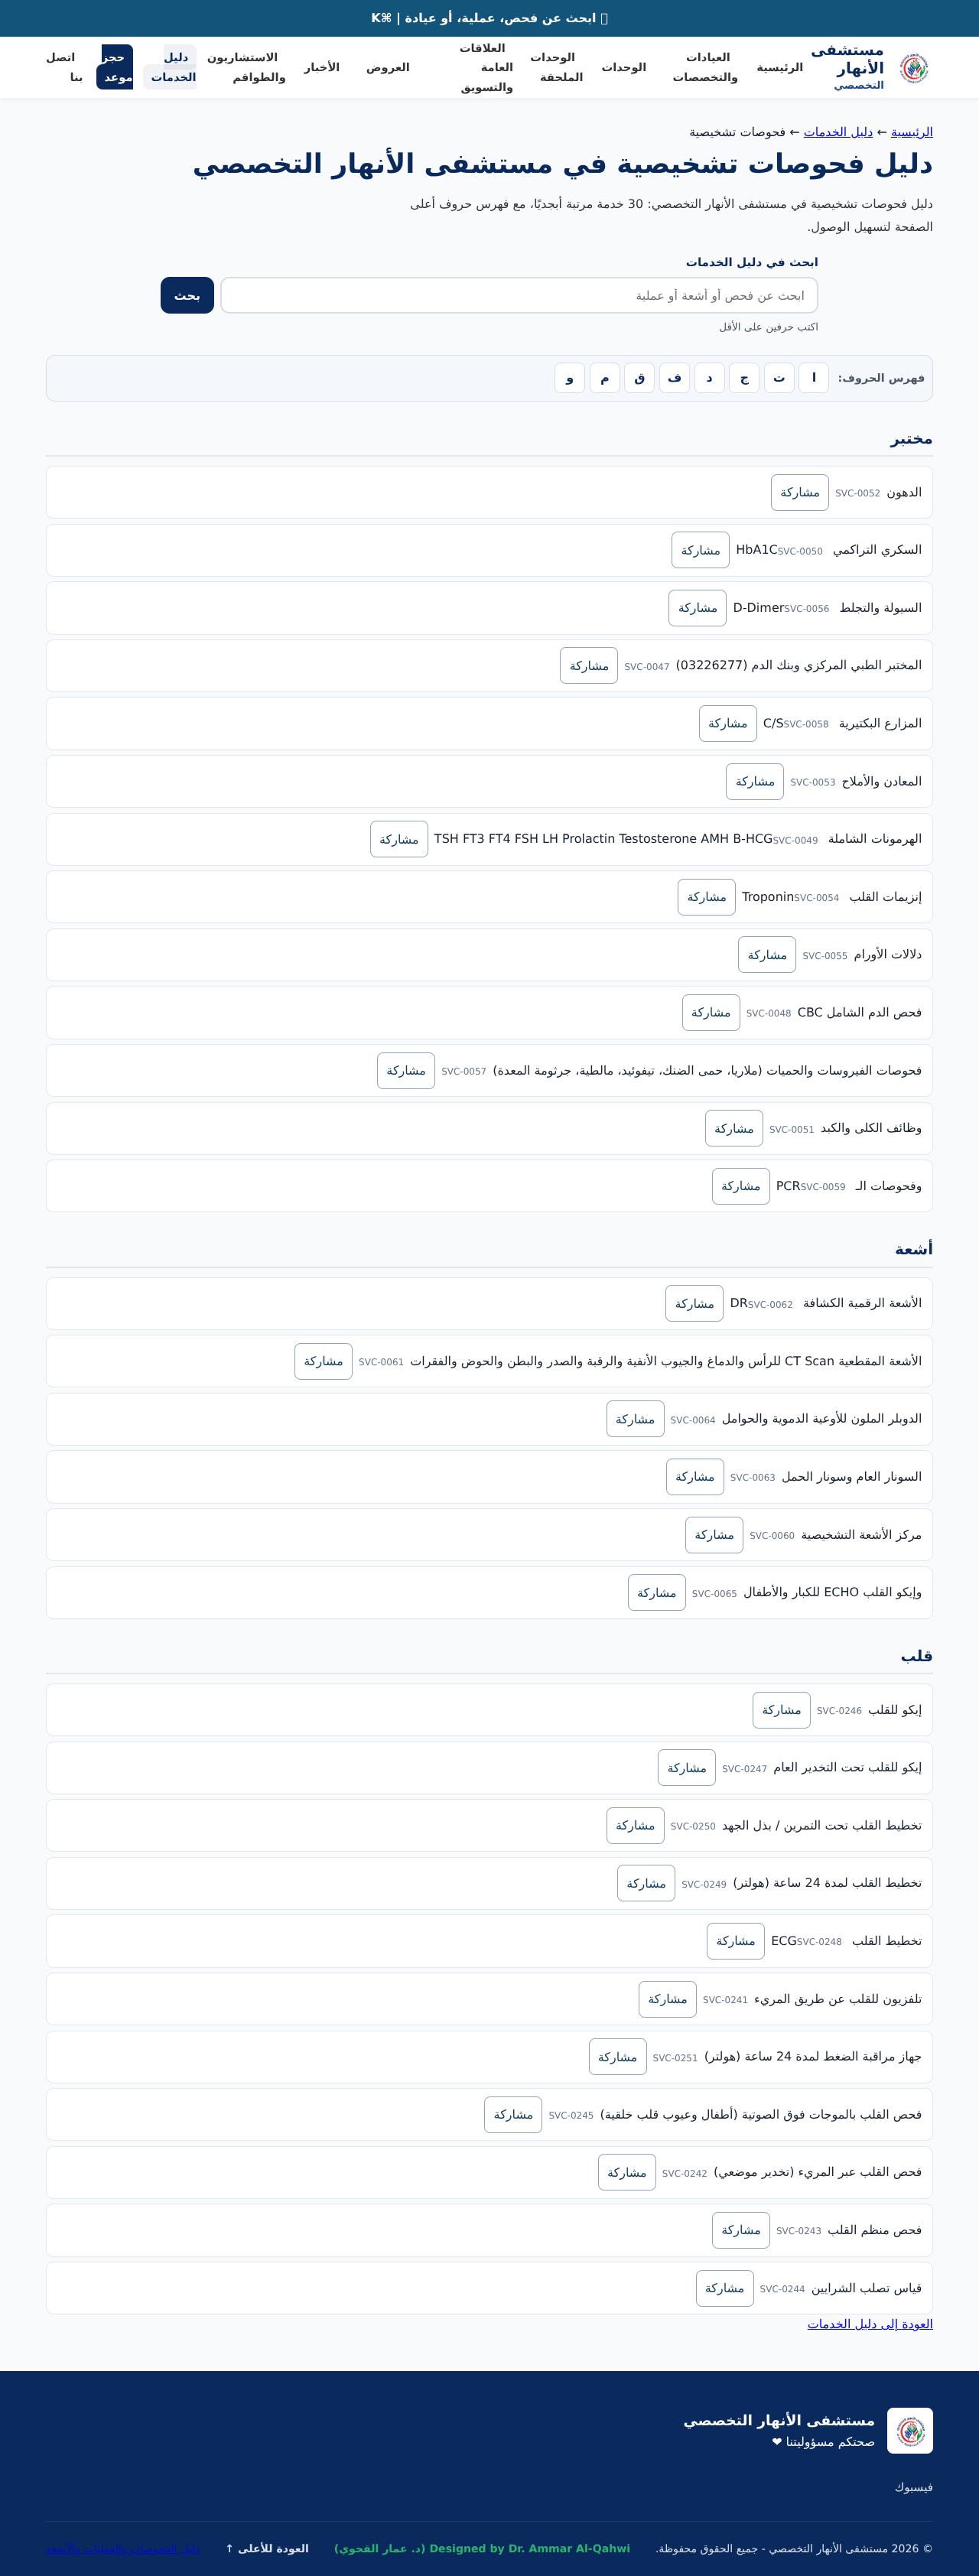 ابحث عن فحص، عملية، أو عيادة | ⌘K
مستشفى الأنهار
التخصصي
الرئيسية
العيادات والتخصصات
الوحدات
الوحدات الملحقة
العلاقات العامة والتسويق
العروض
الأخبار
الاستشاريون والطواقم
دليل الخدمات
حجز موعد
اتصل بنا
الرئيسية ← دليل الخدمات ← فحوصات تشخيصية
دليل فحوصات تشخيصية في مستشفى الأنهار التخصصي
دليل فحوصات تشخيصية في مستشفى الأنهار التخصصي: 30 خدمة مرتبة أبجديًا، مع فهرس حروف أعلى
الصفحة لتسهيل الوصول.
ابحث في دليل الخدمات
ابحث عن فحص أو أشعة أو عملية
بحث
اكتب حرفين على الأقل
فهرس الحروف: ا ت ج د ف ق م و
مختبر
الدهون SVC-0052 مشاركة
السكري التراكمي HbA1C SVC-0050 مشاركة
السيولة والتجلط D-Dimer SVC-0056 مشاركة
المختبر الطبي المركزي وبنك الدم (03226277) SVC-0047 مشاركة
المزارع البكتيرية C/S SVC-0058 مشاركة
المعادن والأملاح SVC-0053 مشاركة
الهرمونات الشاملة TSH FT3 FT4 FSH LH Prolactin Testosterone AMH B-HCG SVC-0049 مشاركة
إنزيمات القلب Troponin SVC-0054 مشاركة
دلالات الأورام SVC-0055 مشاركة
فحص الدم الشامل CBC SVC-0048 مشاركة
فحوصات الفيروسات والحميات (ملاريا، حمى الضنك، تيفوئيد، مالطية، جرثومة المعدة) SVC-0057 مشاركة
وظائف الكلى والكبد SVC-0051 مشاركة
وفحوصات الـ PCR SVC-0059 مشاركة
أشعة
الأشعة الرقمية الكشافة DR SVC-0062 مشاركة
الأشعة المقطعية CT Scan للرأس والدماغ والجيوب الأنفية والرقبة والصدر والبطن والحوض والفقرات SVC-0061 مشاركة
الدوبلر الملون للأوعية الدموية والحوامل SVC-0064 مشاركة
السونار العام وسونار الحمل SVC-0063 مشاركة
مركز الأشعة التشخيصية SVC-0060 مشاركة
وإيكو القلب ECHO للكبار والأطفال SVC-0065 مشاركة
قلب
إيكو للقلب SVC-0246 مشاركة
إيكو للقلب تحت التخدير العام SVC-0247 مشاركة
تخطيط القلب تحت التمرين / بذل الجهد SVC-0250 مشاركة
تخطيط القلب لمدة 24 ساعة (هولتر) SVC-0249 مشاركة
تخطيط القلب ECG SVC-0248 مشاركة
تلفزيون للقلب عن طريق المريء SVC-0241 مشاركة
جهاز مراقبة الضغط لمدة 24 ساعة (هولتر) SVC-0251 مشاركة
فحص القلب بالموجات فوق الصوتية (أطفال وعيوب قلب خلقية) SVC-0245 مشاركة
فحص القلب عبر المريء (تخدير موضعي) SVC-0242 مشاركة
فحص منظم القلب SVC-0243 مشاركة
قياس تصلب الشرايين SVC-0244 مشاركة
العودة إلى دليل الخدمات
مستشفى الأنهار التخصصي
صحتكم مسؤوليتنا ❤
فيسبوك
© 2026 مستشفى الأنهار التخصصي - جميع الحقوق محفوظة.
Designed by Dr. Ammar Al-Qahwi (د. عمار القحوي)
العودة للأعلى ↑